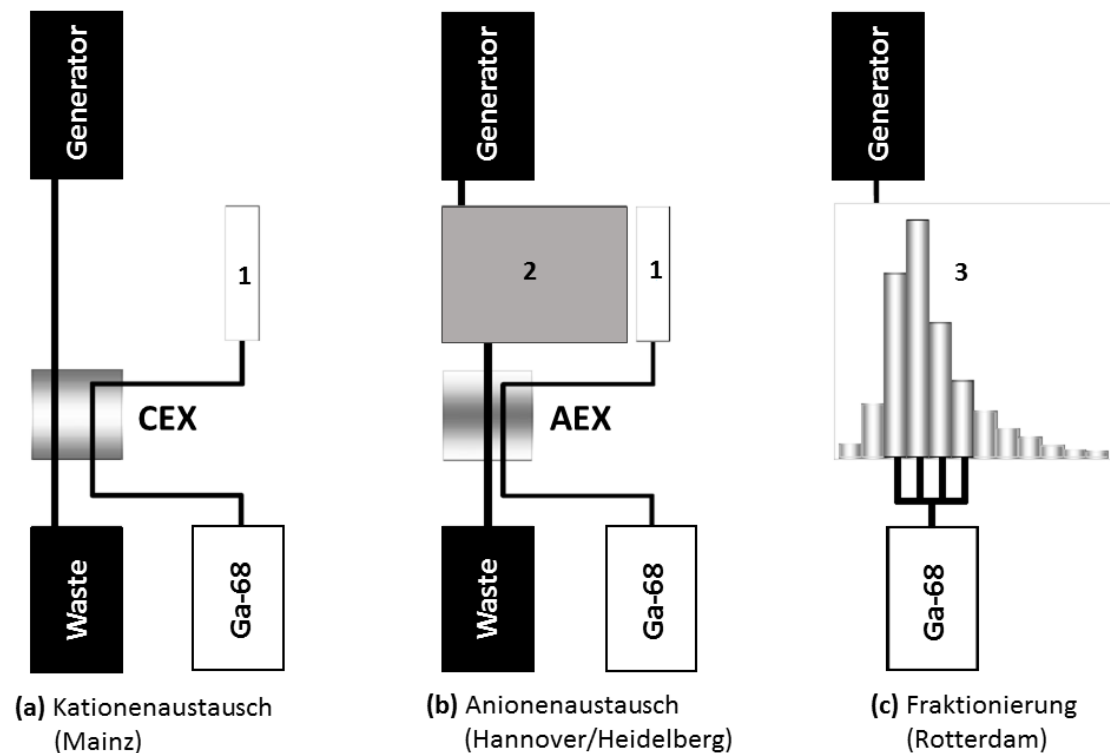 Generator
Generator
Generator
1
2
1
3
CEX
AEX
Waste
Ga-68
Waste
Ga-68
Ga-68
(a) Kationenaustausch
(Mainz)
(b) Anionenaustausch
(Hannover/Heidelberg)
(c) Fraktionierung
(Rotterdam)